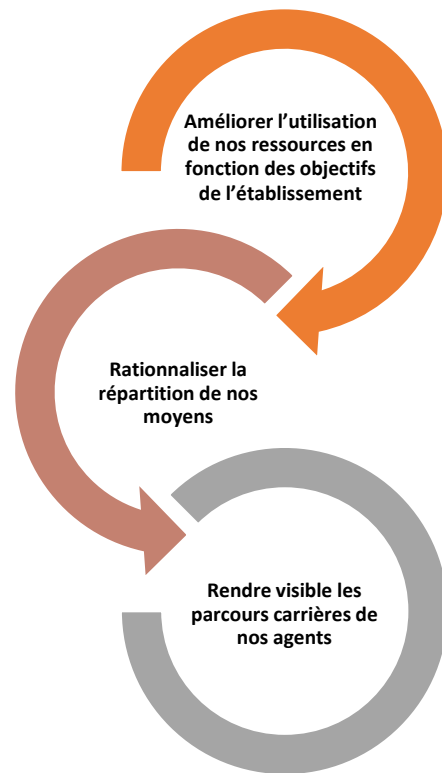 Améliorer l’utilisation
de nos ressources en
fonction des objectifs
de l’établissement
Rationnaliser la
répartition de nos
moyens
Rendre visible les
parcours carrières de
nos agents